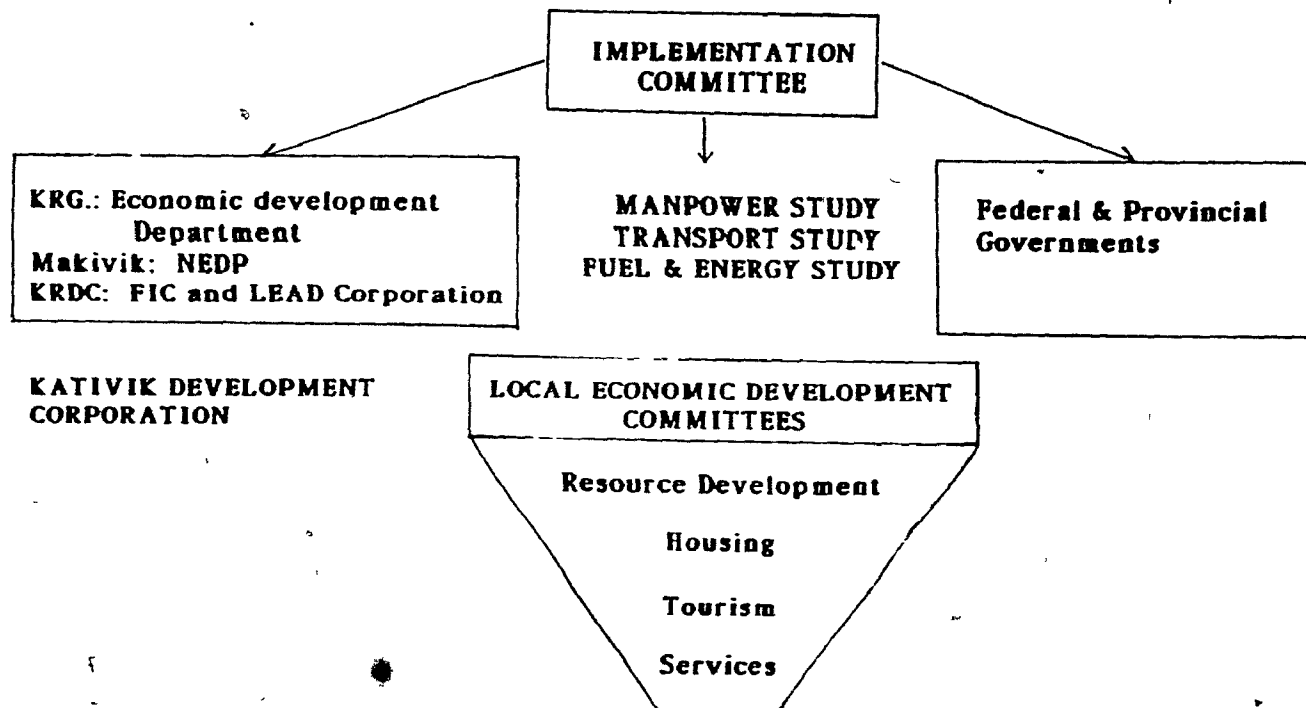 IMPLEMENTATION
COMMITTEE
KRG.: Economic development
Department
Makivik: NEDP
KRDC: FIC and LEAD Corporation
MANPOWER STUDY
TRANSPORT STUDY
FUEL & ENERGY STUDY
Federal & Provincial
Governments
KATIVIK DEVELOPMENT
CORPORATION
LOCAL ECONOMIC DEVELOPMENT
COMMITTEES
Resource Development
Housing
Tourism
Services